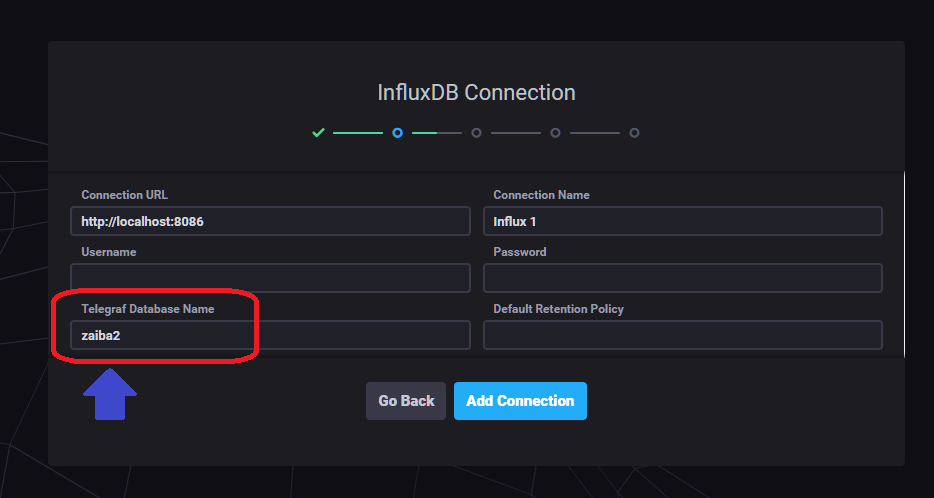 InfluxDB Connection
Connection URL
http://localhost:8086
Connection Name
Influx 1
Username
Password
Telegraf Database Name
zaiba2
Default Retention Policy
Go Back
Add Connection